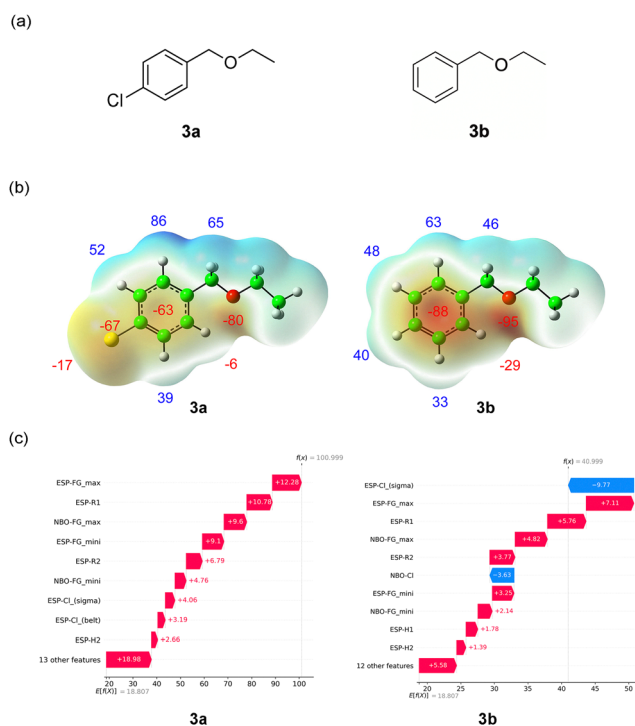 (a)
Cl
O
3a
O
3b
(b)
52
86
65
-67
-63
-80
-17
-6
39
3a
48
63
46
-88
-95
40
-29
33
3b
(c)
f(x) = 100.999
ESP-FG_max
+12.28
ESP-R1
+10.78
NBO-FG_max
+9.6
ESP-FG_mini
+9.1
ESP-R2
+6.79
NBO-FG_mini
+4.76
ESP-Cl_(sigma)
+4.06
ESP-Cl_(belt)
+3.19
ESP-H2
+2.66
13 other features
+18.98
20 30 40 50 60 70 80 90 100
E[f(X)] = 18.807
3a
f(x) = 40.999
ESP-Cl_(sigma)
−9.77
ESP-FG_max
+7.11
ESP-R1
+5.76
NBO-FG_max
+4.82
ESP-R2
+3.77
NBO-Cl
−3.63
ESP-FG_mini
+3.25
NBO-FG_mini
+2.14
ESP-H1
+1.78
ESP-H2
+1.39
12 other features
+5.58
20 25 30 35 40 45 50
E[f(X)] = 18.807
3b